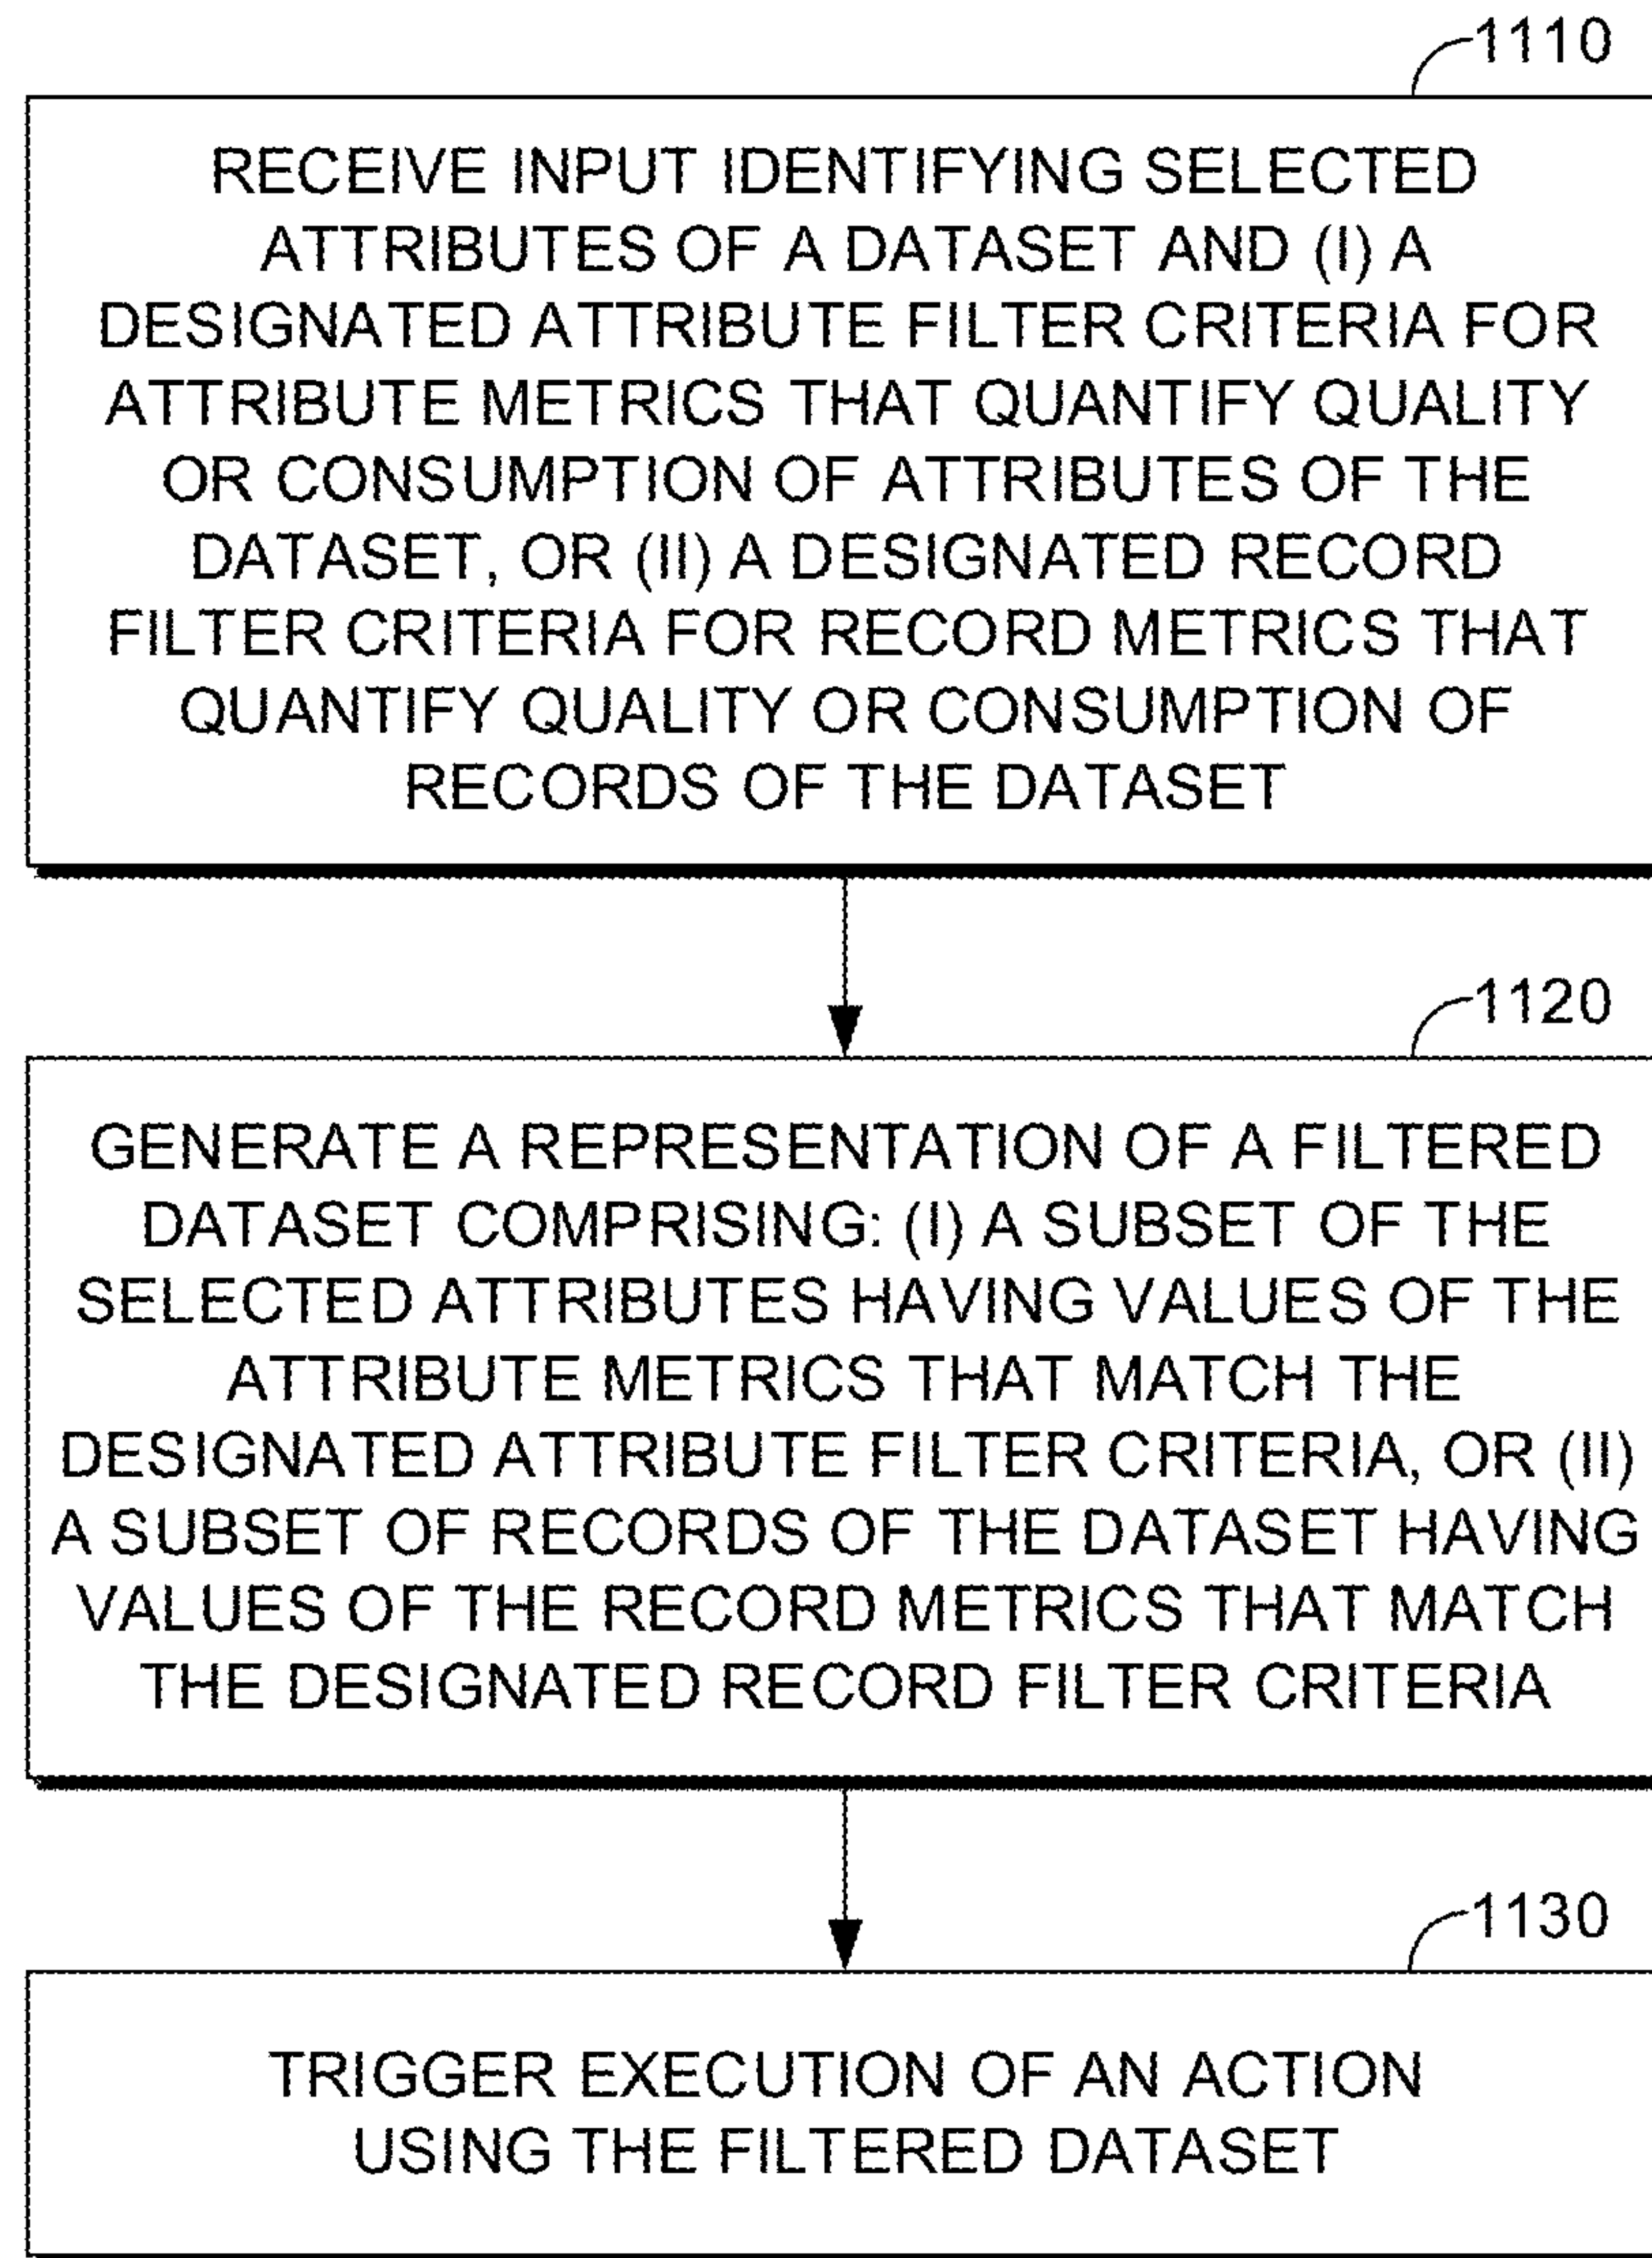 1110
RECEIVE INPUT IDENTIFYING SELECTED
ATTRIBUTES OF A DATASET AND (I) A
DESIGNATED ATTRIBUTE FILTER CRITERIA FOR
ATTRIBUTE METRICS THAT QUANTIFY QUALITY
OR CONSUMPTION OF ATTRIBUTES OF THE
DATASET, OR (II) A DESIGNATED RECORD
FILTER CRITERIA FOR RECORD METRICS THAT
QUANTIFY QUALITY OR CONSUMPTION OF
RECORDS OF THE DATASET
1120
GENERATE A REPRESENTATION OF A FILTERED
DATASET COMPRISING: (I) A SUBSET OF THE
SELECTED ATTRIBUTES HAVING VALUES OF THE
ATTRIBUTE METRICS THAT MATCH THE
DESIGNATED ATTRIBUTE FILTER CRITERIA, OR (II)
A SUBSET OF RECORDS OF THE DATASET HAVING
VALUES OF THE RECORD METRICS THAT MATCH
THE DESIGNATED RECORD FILTER CRITERIA
1130
TRIGGER EXECUTION OF AN ACTION
USING THE FILTERED DATASET